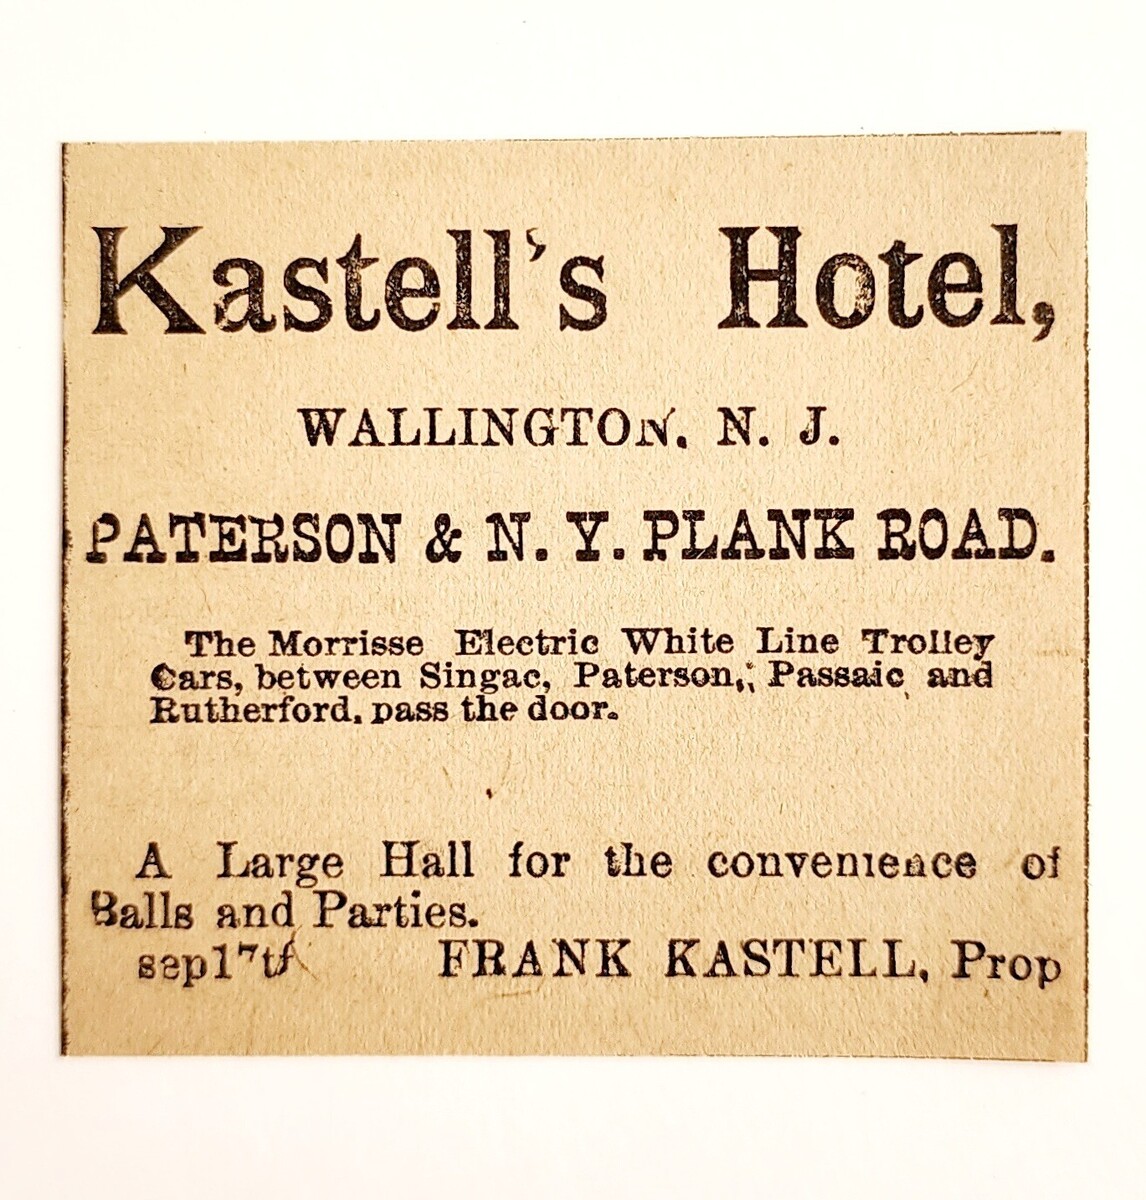 Kastell's Hotel,
WALLINGTON. N. J.
PATERSON & N. Y. PLANK ROAD.
The Morrisse Electric White Line Trolley
Cars, between Singac, Paterson,, Passaic and
Rutherford. pass the door.
A Large Hall for the convenience of
Balls and Parties.
sep17tf FRANK KASTELL, Prop